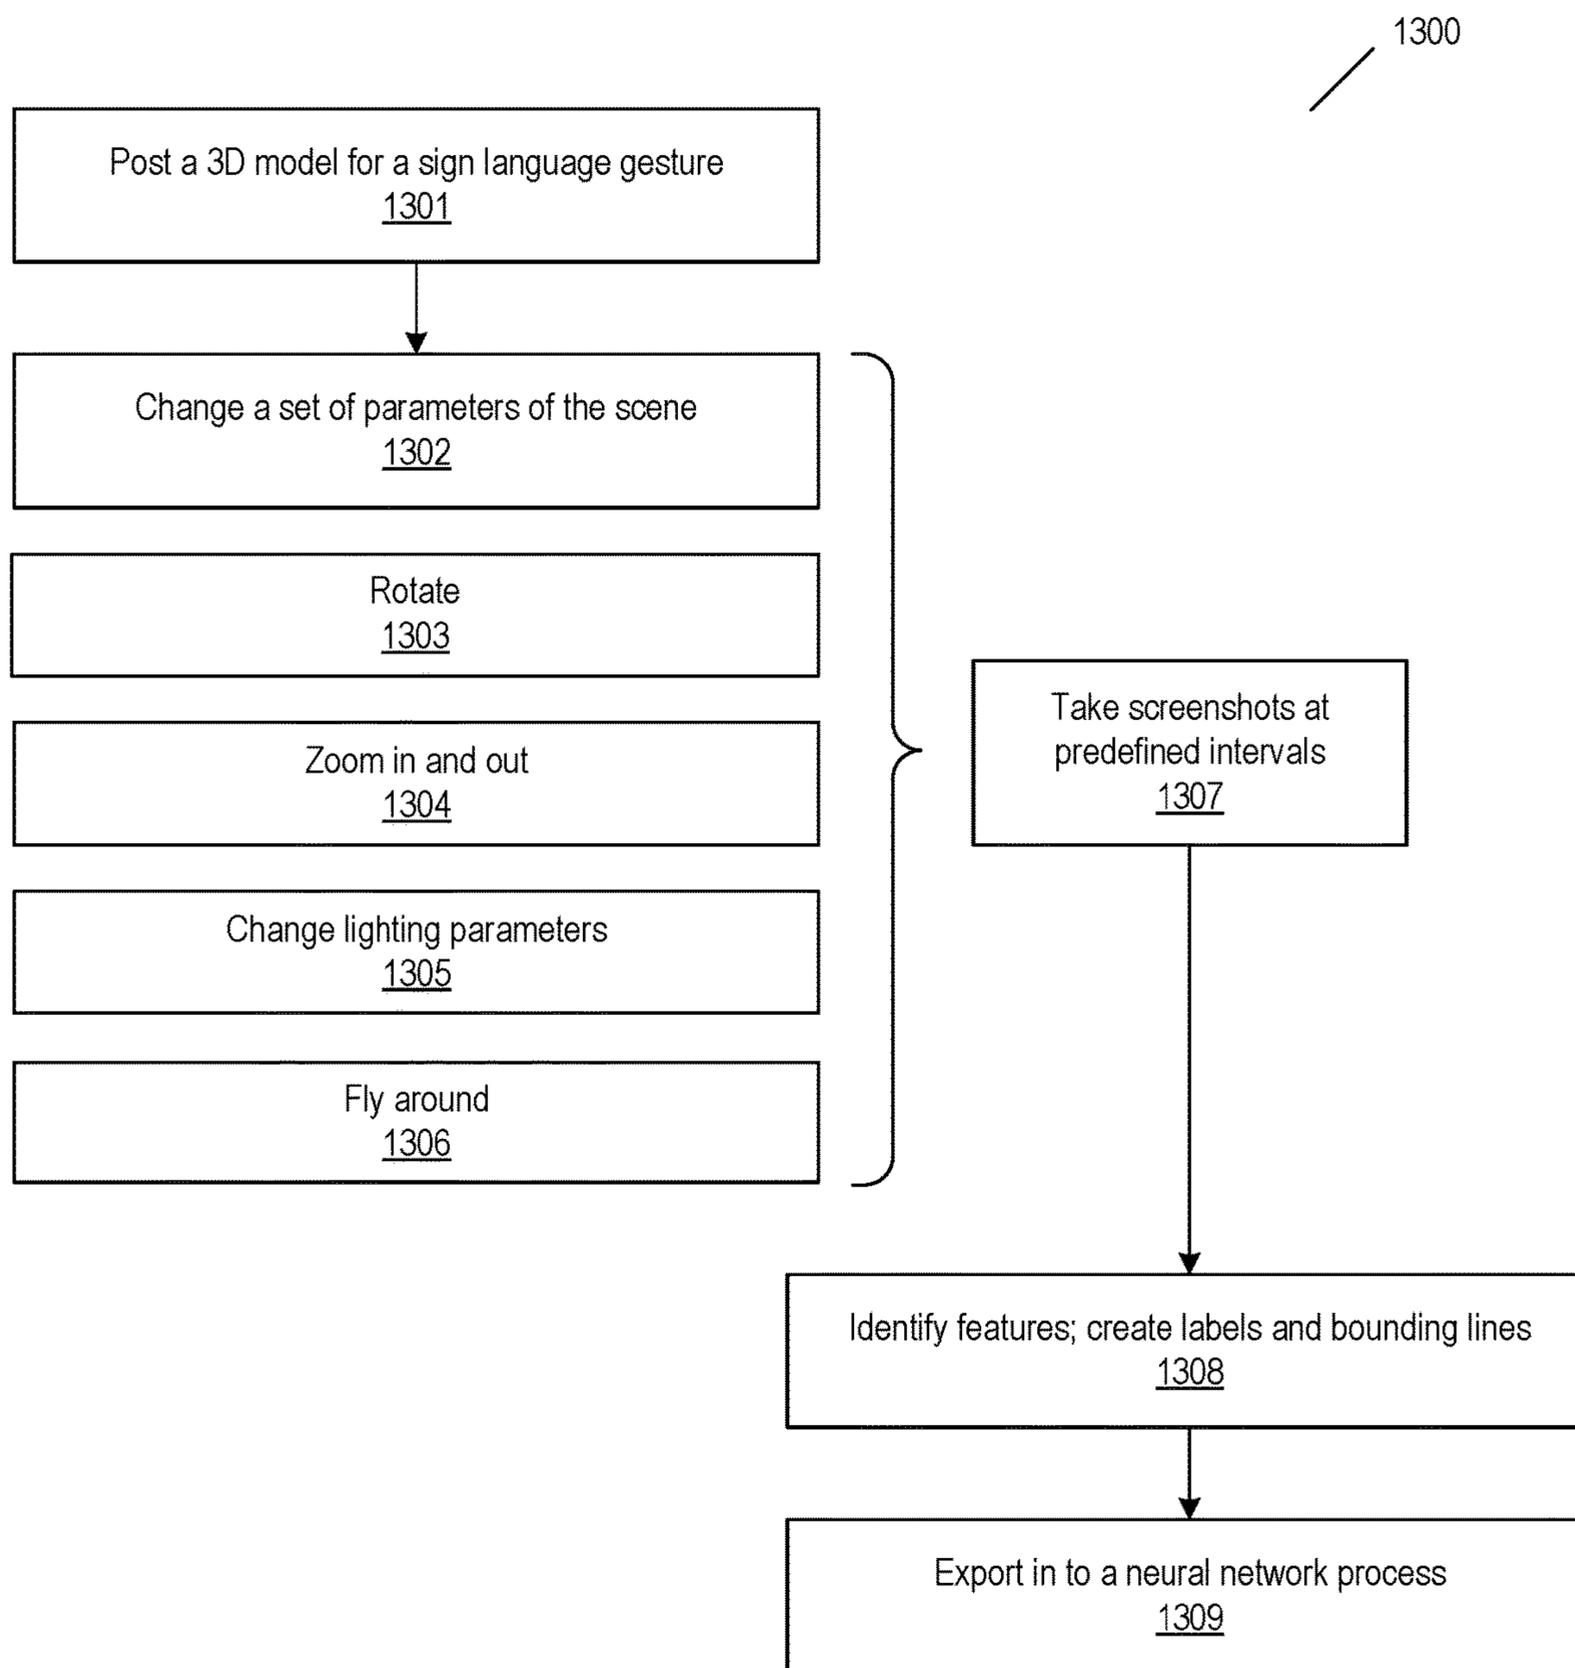 1300
Post a 3D model for a sign language gesture
1301
Change a set of parameters of the scene
1302
Rotate
1303
Zoom in and out
1304
Change lighting parameters
1305
Fly around
1306
Take screenshots at
predefined intervals
1307
Identify features; create labels and bounding lines
1308
Export in to a neural network process
1309